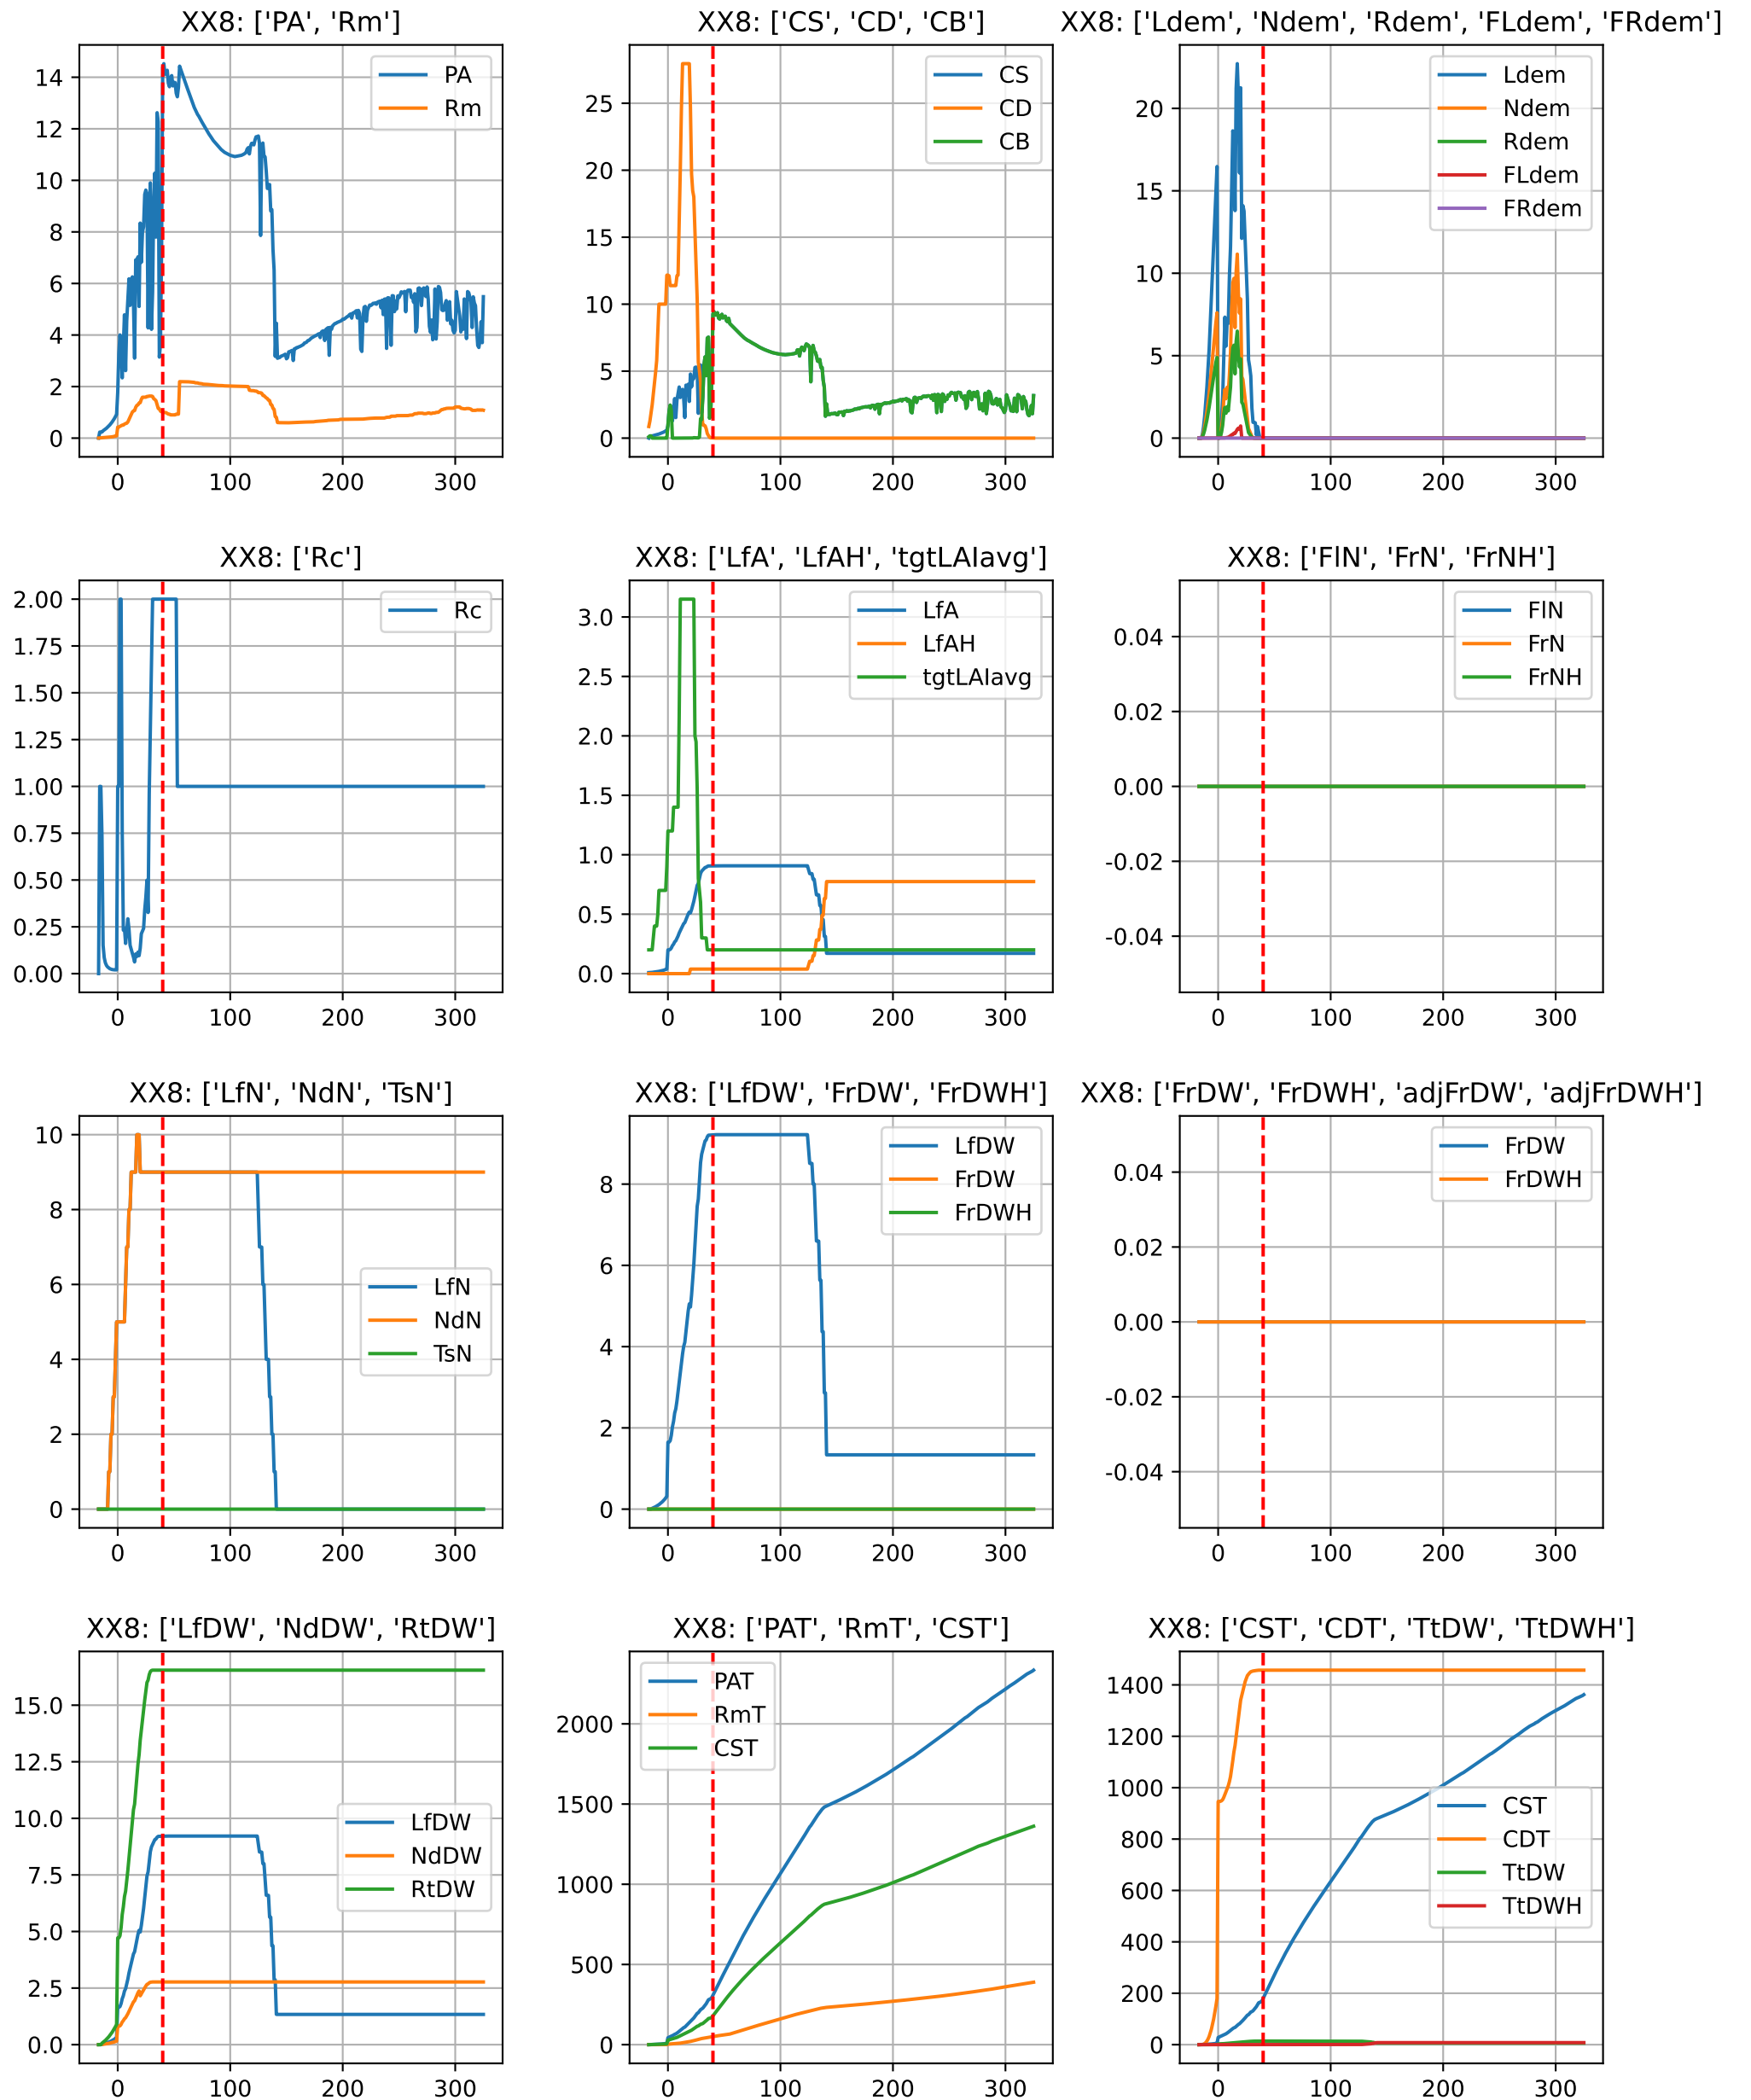 XX8: ['PA', 'Rm']
14
12
10
8
6
4
2
0
0 100 200 300
PA
Rm
XX8: ['CS', 'CD', 'CB']
25
20
15
10
5
0
0 100 200 300
CS
CD
CB
XX8: ['Ldem', 'Ndem', 'Rdem', 'FLdem', 'FRdem']
20
15
10
5
0
0 100 200 300
Ldem
Ndem
Rdem
FLdem
FRdem
XX8: ['Rc']
2.00
1.75
1.50
1.25
1.00
0.75
0.50
0.25
0.00
0 100 200 300
Rc
XX8: ['LfA', 'LfAH', 'tgtLAIavg']
3.0
2.5
2.0
1.5
1.0
0.5
0.0
0 100 200 300
LfA
LfAH
tgtLAIavg
XX8: ['FlN', 'FrN', 'FrNH']
0.04
0.02
0.00
-0.02
-0.04
0 100 200 300
FlN
FrN
FrNH
XX8: ['LfN', 'NdN', 'TsN']
10
8
6
4
2
0
0 100 200 300
LfN
NdN
TsN
XX8: ['LfDW', 'FrDW', 'FrDWH']
8
6
4
2
0
0 100 200 300
LfDW
FrDW
FrDWH
XX8: ['FrDW', 'FrDWH', 'adjFrDW', 'adjFrDWH']
0.04
0.02
0.00
-0.02
-0.04
0 100 200 300
FrDW
FrDWH
XX8: ['LfDW', 'NdDW', 'RtDW']
15.0
12.5
10.0
7.5
5.0
2.5
0.0
0 100 200 300
LfDW
NdDW
RtDW
XX8: ['PAT', 'RmT', 'CST']
2000
1500
1000
500
0
0 100 200 300
PAT
RmT
CST
XX8: ['CST', 'CDT', 'TtDW', 'TtDWH']
1400
1200
1000
800
600
400
200
0
0 100 200 300
CST
CDT
TtDW
TtDWH